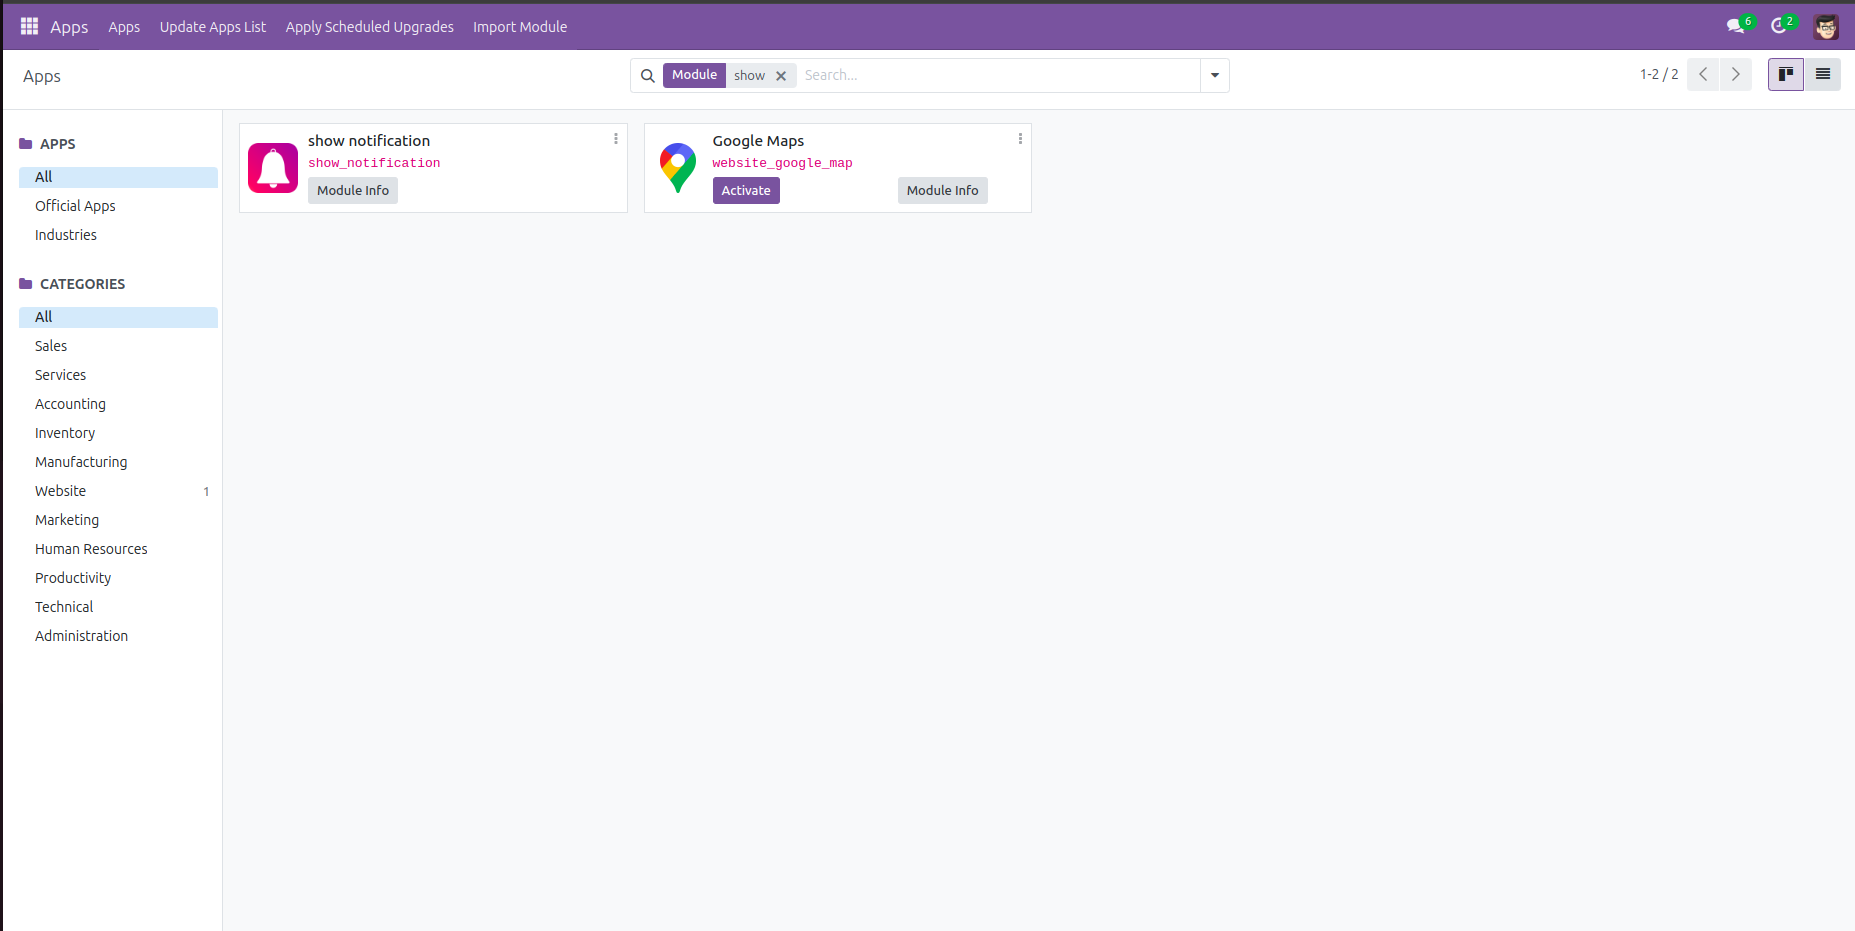 Apps Apps Update Apps List Apply Scheduled Upgrades Import Module 6 2
Apps Module show Search... 1-2 / 2
APPS
All
Official Apps
Industries
CATEGORIES
All
Sales
Services
Accounting
Inventory
Manufacturing
Website 1
Marketing
Human Resources
Productivity
Technical
Administration
show notification
show_notification
Module Info
Google Maps
website_google_map
Activate Module Info